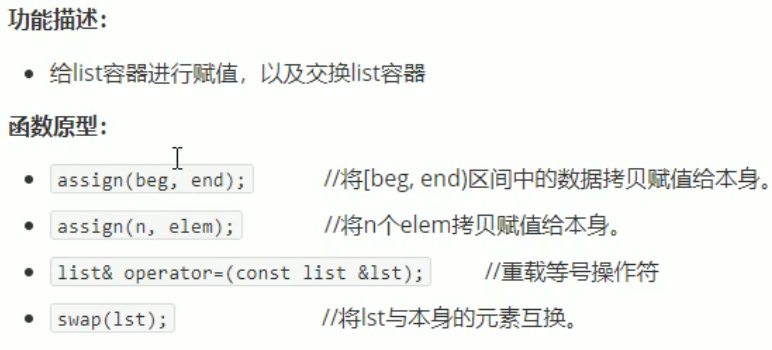 功能描述：
• 给list容器进行赋值，以及交换list容器
函数原型：
• assign(beg, end); //将[beg, end)区间中的数据拷贝赋值给本身。
• assign(n, elem); //将n个elem拷贝赋值给本身。
• list& operator=(const list &lst); //重载等号操作符
• swap(lst); //将lst与本身的元素互换。